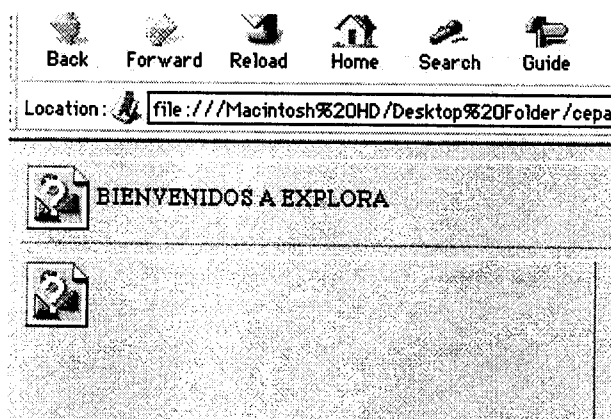 Back Forward Reload Home Search Guide
Location: file:///Macintosh%20HD/Desktop%20Folder/cepa
BIENVENIDOS A EXPLORA